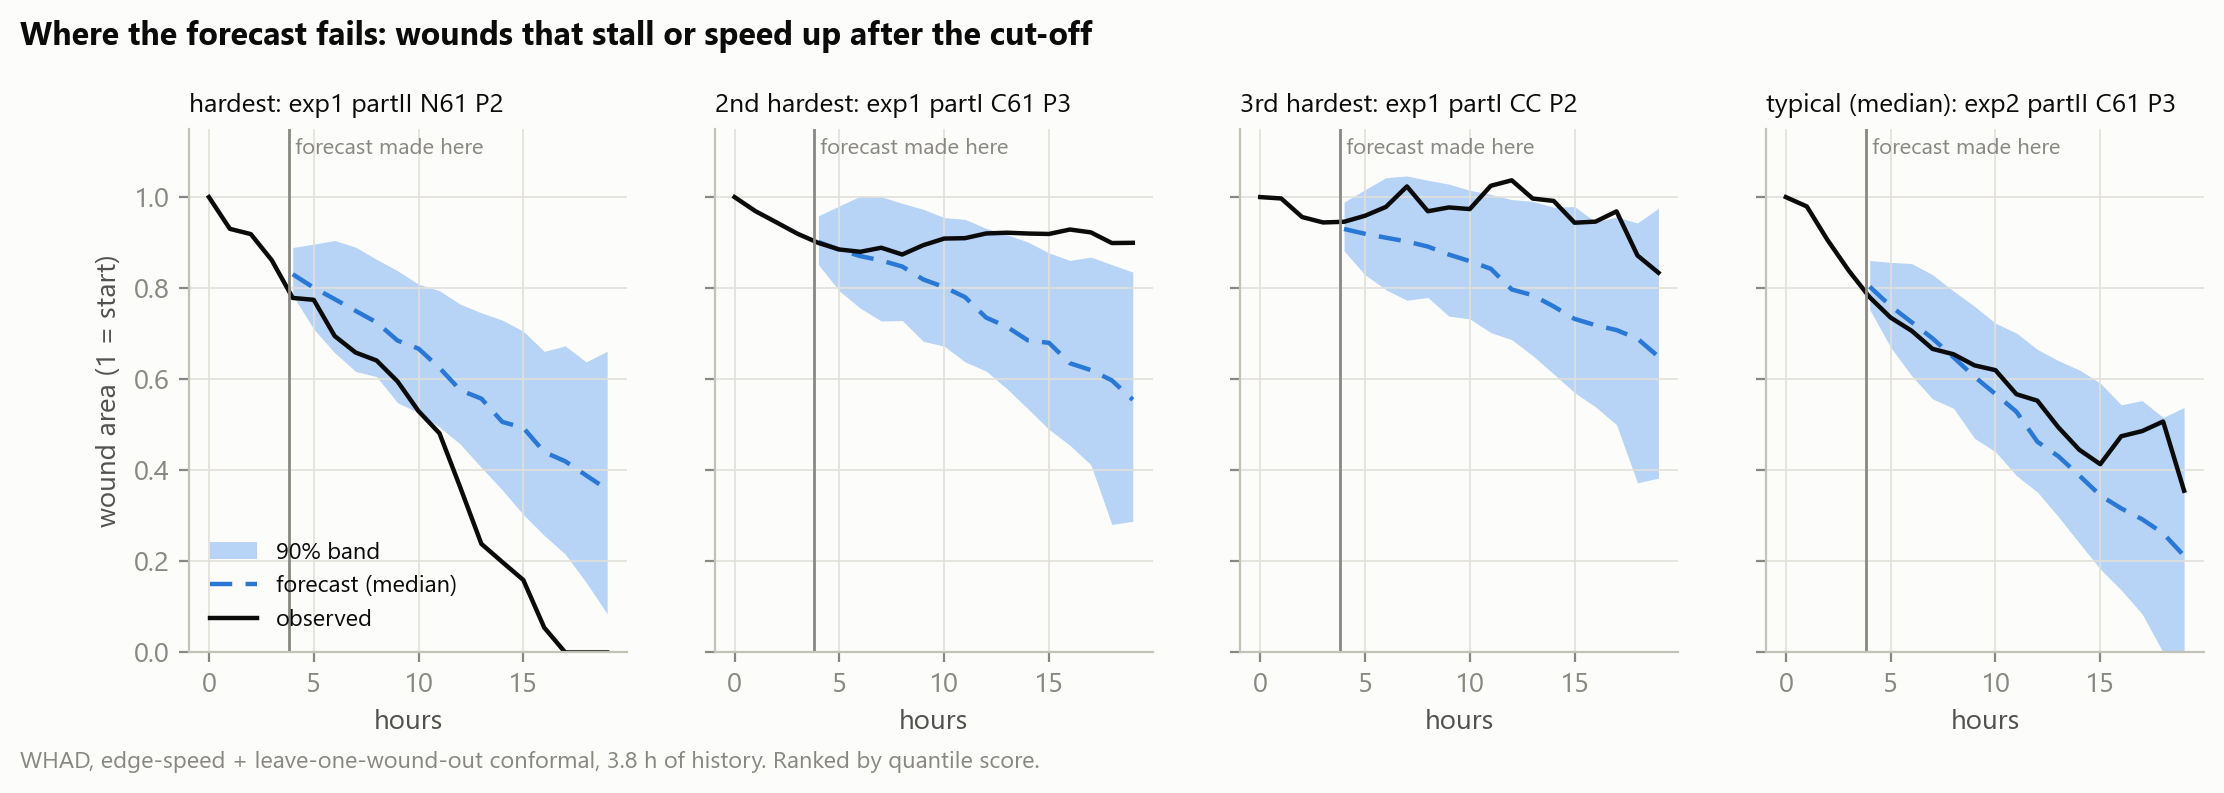 Where the forecast fails: wounds that stall or speed up after the cut-off
hardest: exp1 partII N61 P2
2nd hardest: exp1 partI C61 P3
3rd hardest: exp1 partI CC P2
typical (median): exp2 partII C61 P3
forecast made here
forecast made here
forecast made here
forecast made here
wound area (1 = start)
1.0
0.8
0.6
0.4
0.2
0.0
90% band
forecast (median)
observed
0 5 10 15
0 5 10 15
0 5 10 15
0 5 10 15
hours
hours
hours
hours
WHAD, edge-speed + leave-one-wound-out conformal, 3.8 h of history. Ranked by quantile score.